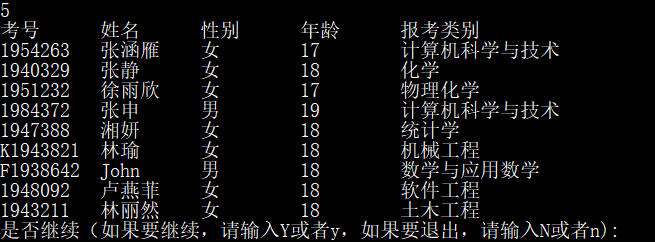 5
考号 姓名 性别 年龄 报考类别
1954263 张涵雁 女 17 计算机科学与技术
1940329 张静 女 18 化学
1951232 徐雨欣 女 17 物理化学
1984372 张申 男 19 计算机科学与技术
1947388 湘妍 女 18 统计学
K1943821 林瑜 女 18 机械工程
F1938642 John 男 18 数学与应用数学
1948092 卢燕菲 女 18 软件工程
1943211 林丽然 女 18 土木工程
是否继续（如果要继续，请输入Y或者y，如果要退出，请输入N或者n）: